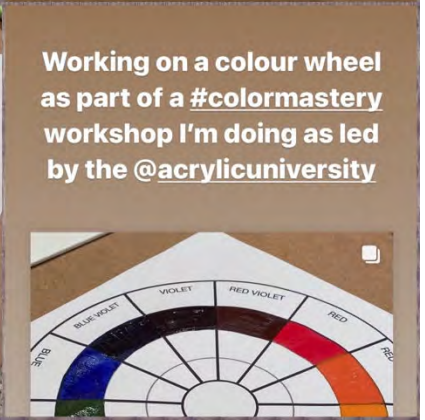 Working on a colour wheel
as part of a #colormastery
workshop I'm doing as led
by the @acrylicuniversity
BLUE
BLUE VIOLET
VIOLET
RED VIOLET
RED
RED